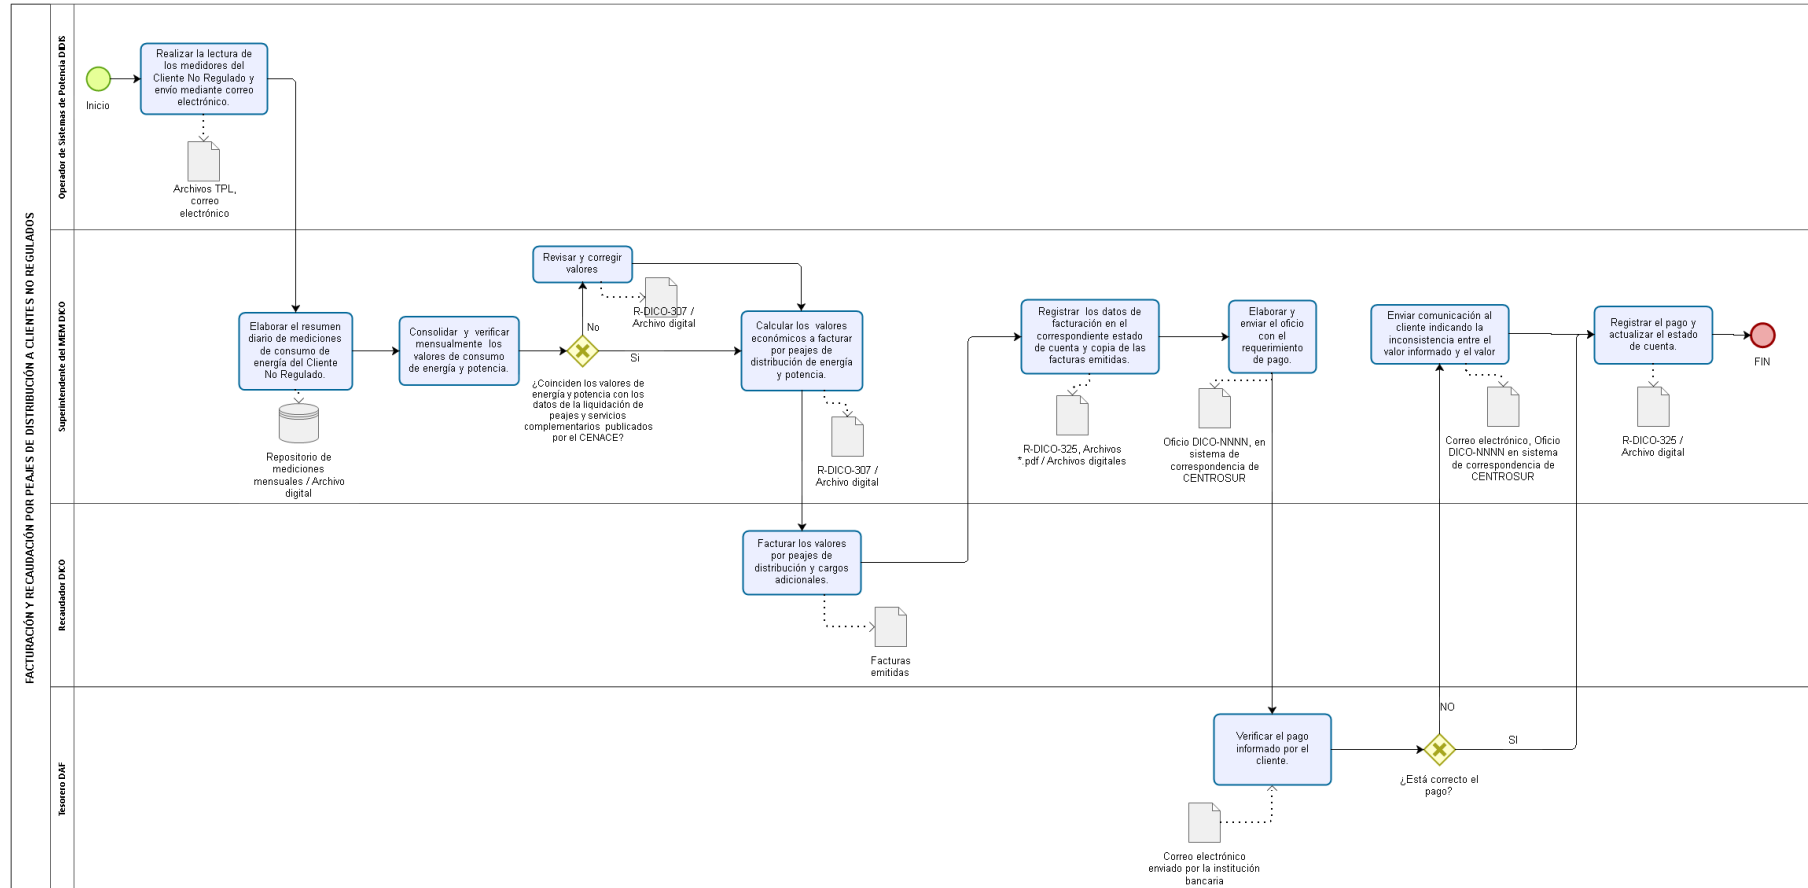 FACTURACIÓN Y RECAUDACIÓN POR PEAJES DE DISTRIBUCIÓN A CLIENTES NO REGULADOS
Operador de Sistemas de Potencia DIDIS
Inicio
Realizar la lectura de
los medidores del
Cliente No Regulado y
envío mediante correo
electrónico.
Archivos TPL,
correo
electrónico
Superintendente del MEM DICO
Elaborar el resumen
diario de mediciones
de consumo de
energía del Cliente
No Regulado.
Repositorio de
mediciones
mensuales / Archivo
digital
Consolidar y verificar
mensualmente los
valores de consumo
de energía y potencia.
Revisar y corregir
valores
R-DICO-307 /
Archivo digital
No
Si
¿Coinciden los valores de
energía y potencia con los
datos de la liquidación de
peajes y servicios
complementarios publicados
por el CENACE?
Calcular los valores
económicos a facturar
por peajes de
distribución de energía
y potencia.
R-DICO-307 /
Archivo digital
Registrar los datos de
facturación en el
correspondiente estado
de cuenta y copia de las
facturas emitidas.
R-DICO-325, Archivos
*.pdf / Archivos digitales
Elaborar y
enviar el oficio
con el
requerimiento
de pago.
Oficio DICO-NNNN, en
sistema de
correspondencia de
CENTROSUR
Enviar comunicación al
cliente indicando la
inconsistencia entre el
valor informado y el valor
Correo electrónico, Oficio
DICO-NNNN en sistema
de correspondencia de
CENTROSUR
Registrar el pago y
actualizar el estado
de cuenta.
R-DICO-325 /
Archivo digital
FIN
Recaudador DICO
Facturar los valores
por peajes de
distribución y cargos
adicionales.
Facturas
emitidas
Tesorero DAF
Verificar el pago
informado por el
cliente.
Correo electrónico
enviado por la institución
bancaria
NO
SI
¿Está correcto el
pago?